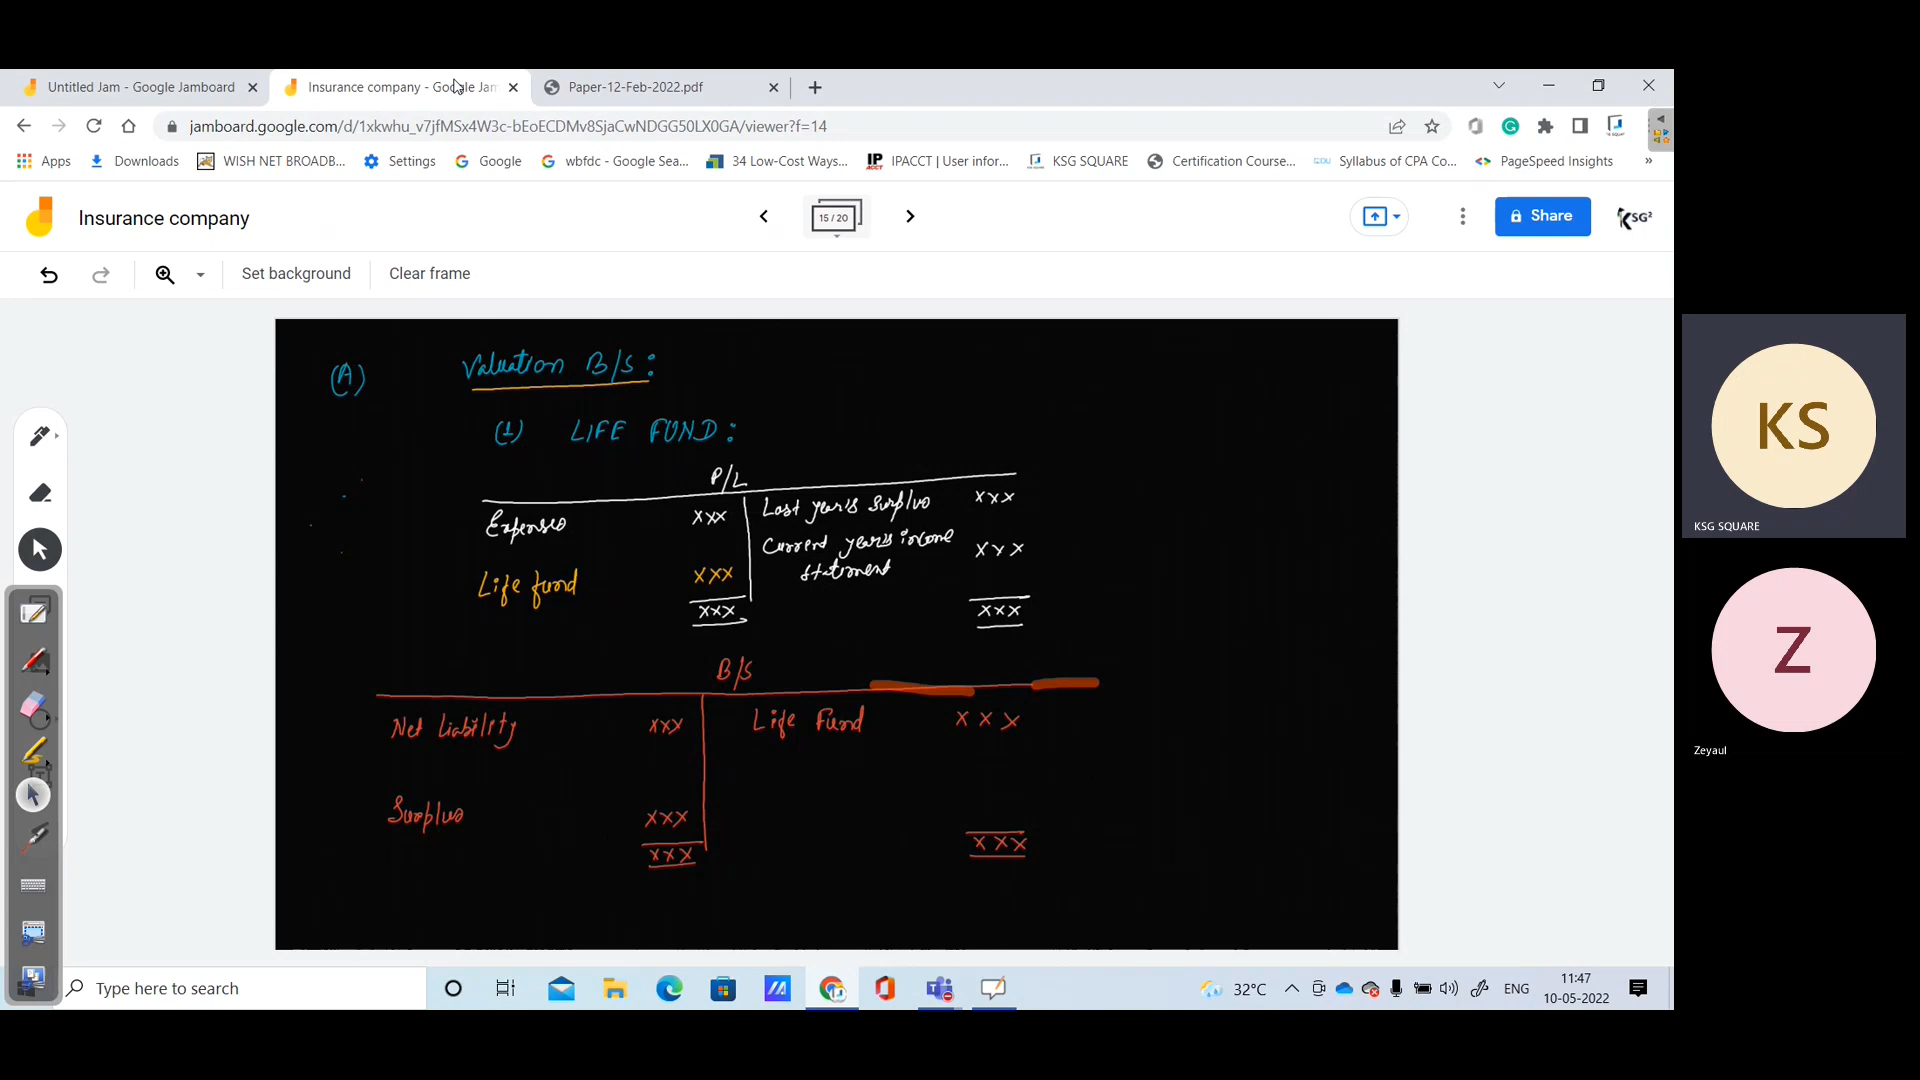 Untitled Jam - Google Jamboard
Insurance company - Google Jam
Paper-12-Feb-2022.pdf
jamboard.google.com/d/1xkwhu_v7jfMSx4W3c-bEoECDMv8SjaCwNDGG50LX0GA/viewer?f=14
Apps Downloads WISH NET BROADB... Settings Google wbfdc - Google Sea... 34 Low-Cost Ways... IPACCT | User infor... KSG SQUARE Certification Course... Syllabus of CPA Co... PageSpeed Insights »
Insurance company
15 / 20
Share
KSG²
Set background Clear frame
(A) Valuation B/S:
(1) LIFE FUND:
P/L
Expenses xxx Last year's surplus xxx
Current year's income xxx
statement
Life fund xxx
xxx xxx
B/S
Net Liability xxx Life Fund xxx
Surplus xxx
xxx xxx
KS
KSG SQUARE
Z
Zeyaul
Type here to search
32°C
ENG
11:47
10-05-2022